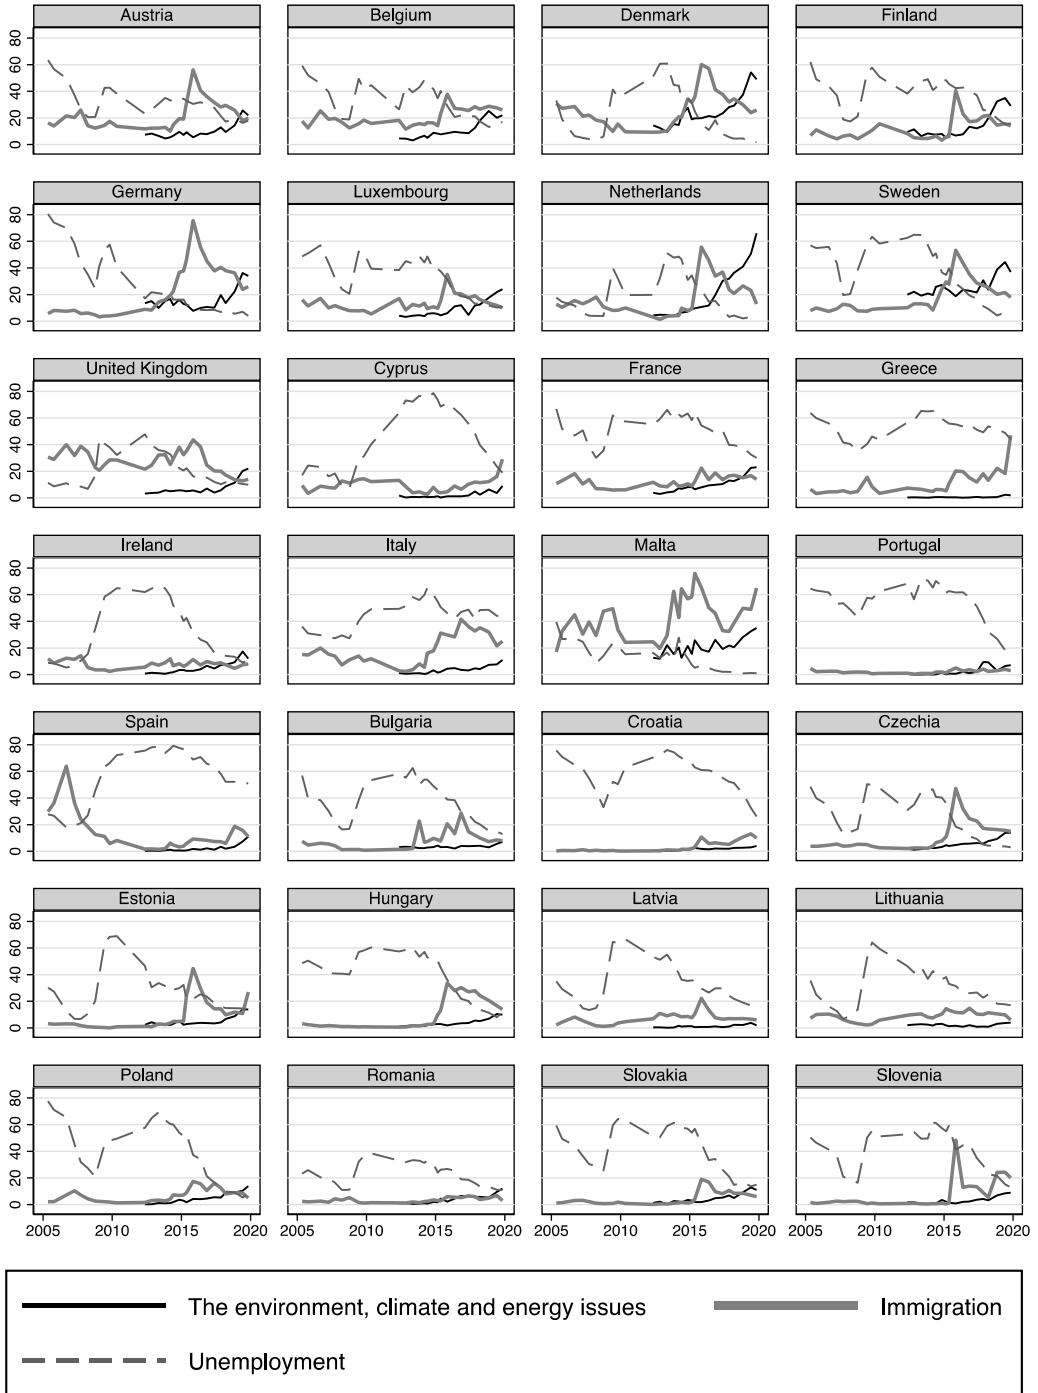 Austria Belgium Denmark Finland
0 20 40 60 80
Germany Luxembourg Netherlands Sweden
0 20 40 60 80
United Kingdom Cyprus France Greece
0 20 40 60 80
Ireland Italy Malta Portugal
0 20 40 60 80
Spain Bulgaria Croatia Czechia
0 20 40 60 80
Estonia Hungary Latvia Lithuania
0 20 40 60 80
Poland Romania Slovakia Slovenia
0 20 40 60 80
2005 2010 2015 2020 2005 2010 2015 2020 2005 2010 2015 2020 2005 2010 2015 2020
The environment, climate and energy issues Immigration
Unemployment